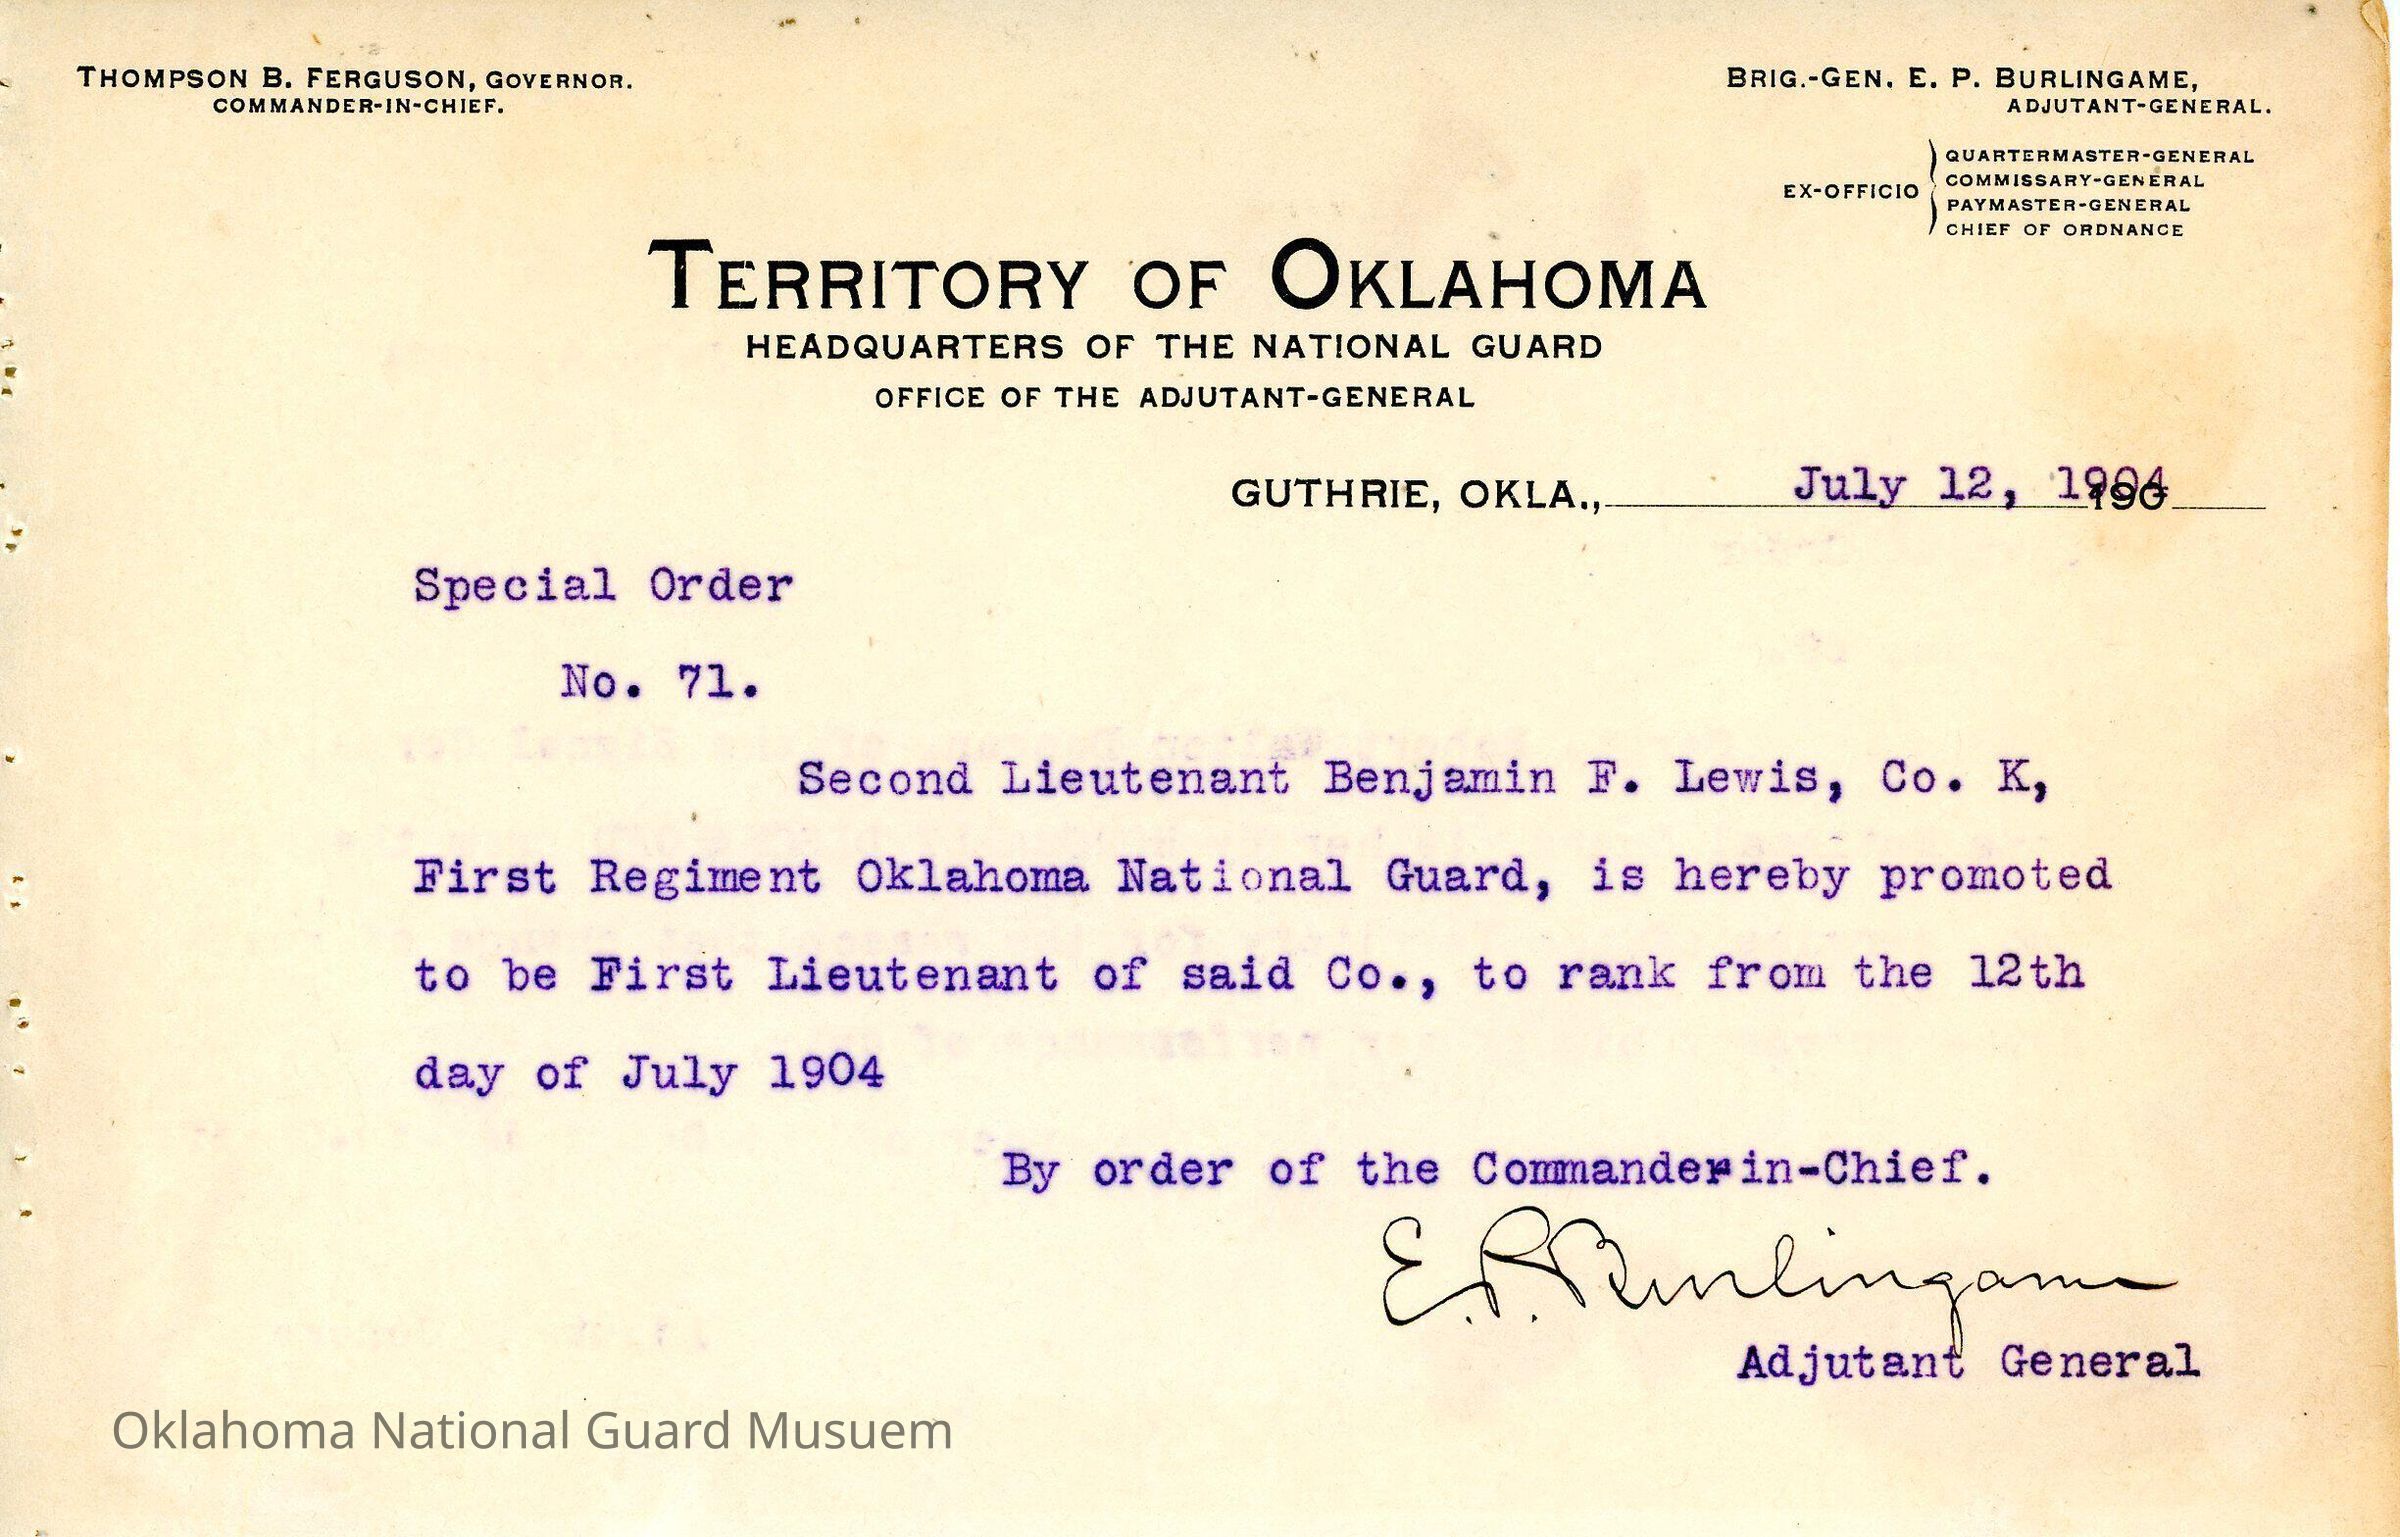 THOMPSON B. FERGUSON, GOVERNOR.
COMMANDER-IN-CHIEF.
BRIG.-GEN. E. P. BURLINGAME,
ADJUTANT-GENERAL.
EX-OFFICIO
QUARTERMASTER-GENERAL
COMMISSARY-GENERAL
PAYMASTER-GENERAL
CHIEF OF ORDNANCE
TERRITORY OF OKLAHOMA
HEADQUARTERS OF THE NATIONAL GUARD
OFFICE OF THE ADJUTANT-GENERAL
GUTHRIE, OKLA., July 12, 1904 190
Special Order
No. 71.
Second Lieutenant Benjamin F. Lewis, Co. K,
First Regiment Oklahoma National Guard, is hereby promoted
to be First Lieutenant of said Co., to rank from the 12th
day of July 1904
By order of the Commander-in-Chief.
E. P. Burlingame
Adjutant General
Oklahoma National Guard Musuem